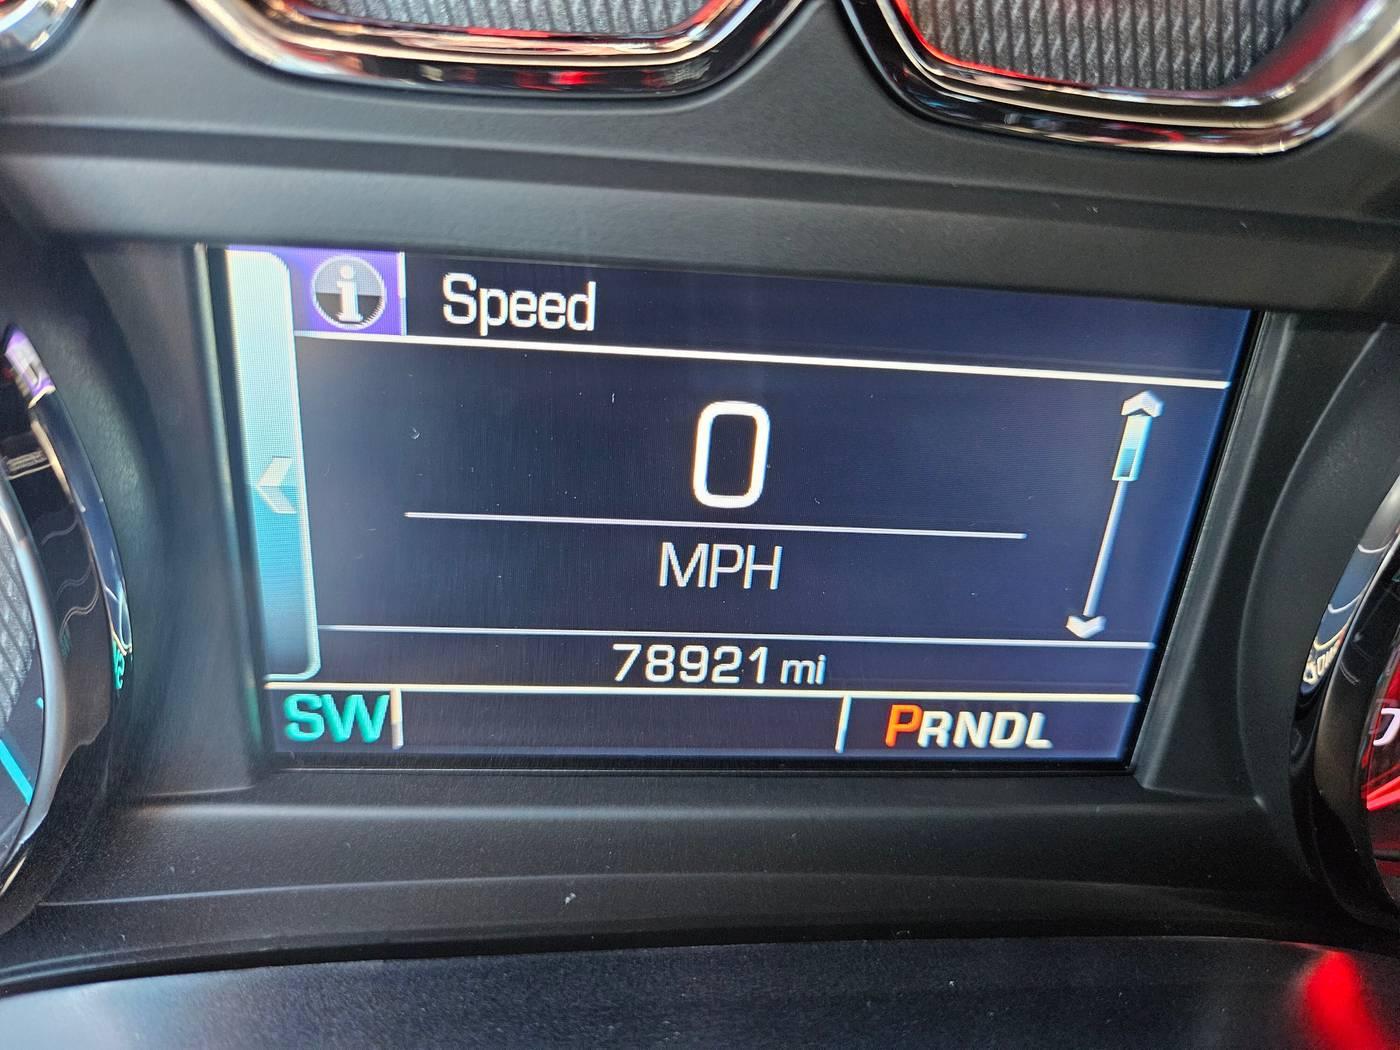 i Speed
0
MPH
78921 mi
SW PRNDL